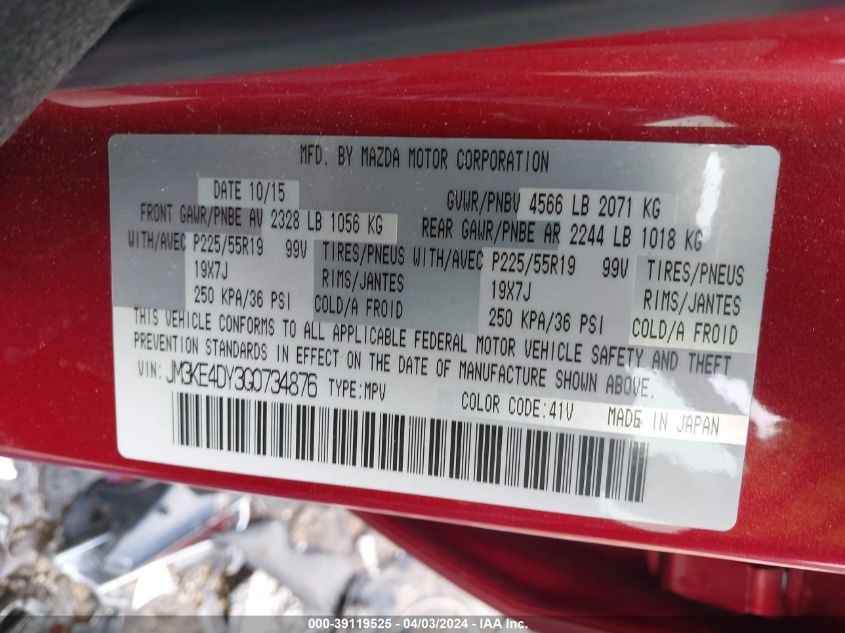 MFD. BY MAZDA MOTOR CORPORATION
DATE 10/15 GVWR/PNBV 4566 LB 2071 KG
FRONT GAWR/PNBE AV 2328 LB 1056 KG REAR GAWR/PNBE AR 2244 LB 1018 KG
WITH/AVEC P225/55R19 99V TIRES/PNEUS WITH/AVEC P225/55R19 99V TIRES/PNEUS
19X7J RIMS/JANTES 19X7J RIMS/JANTES
250 KPA/36 PSI COLD/A FROID 250 KPA/36 PSI COLD/A FROID
THIS VEHICLE CONFORMS TO ALL APPLICABLE FEDERAL MOTOR VEHICLE SAFETY AND THEFT
PREVENTION STANDARDS IN EFFECT ON THE DATE OF MANUFACTURE SHOWN ABOVE.
VIN: JM3KE4DY3G0734876 TYPE:MPV COLOR CODE:41V MADE IN JAPAN
000-39119525 - 04/03/2024 - IAA Inc.